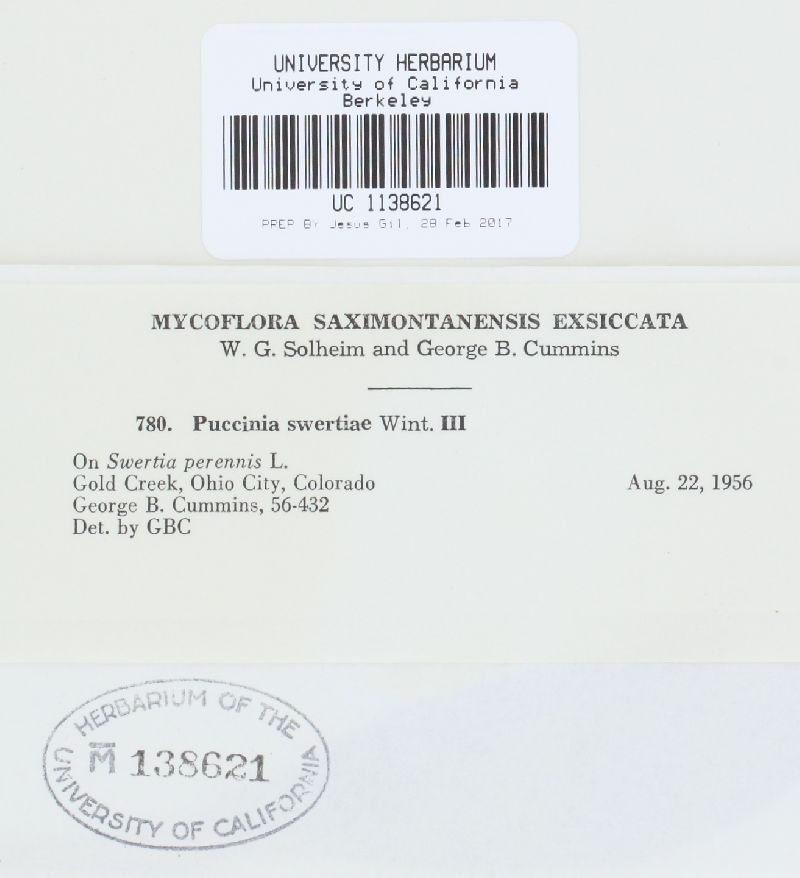 UNIVERSITY HERBARIUM
University of California
Berkeley
UC 1138621
PREP BY Jesus Gil, 28 Feb 2017
MYCOFLORA SAXIMONTANENSIS EXSICCATA
W. G. Solheim and George B. Cummins
780. Puccinia swertiae Wint. III
On Swertia perennis L.
Gold Creek, Ohio City, Colorado Aug. 22, 1956
George B. Cummins, 56-432
Det. by GBC
HERBARIUM OF THE
M̅ 138621
UNIVERSITY OF CALIFORNIA